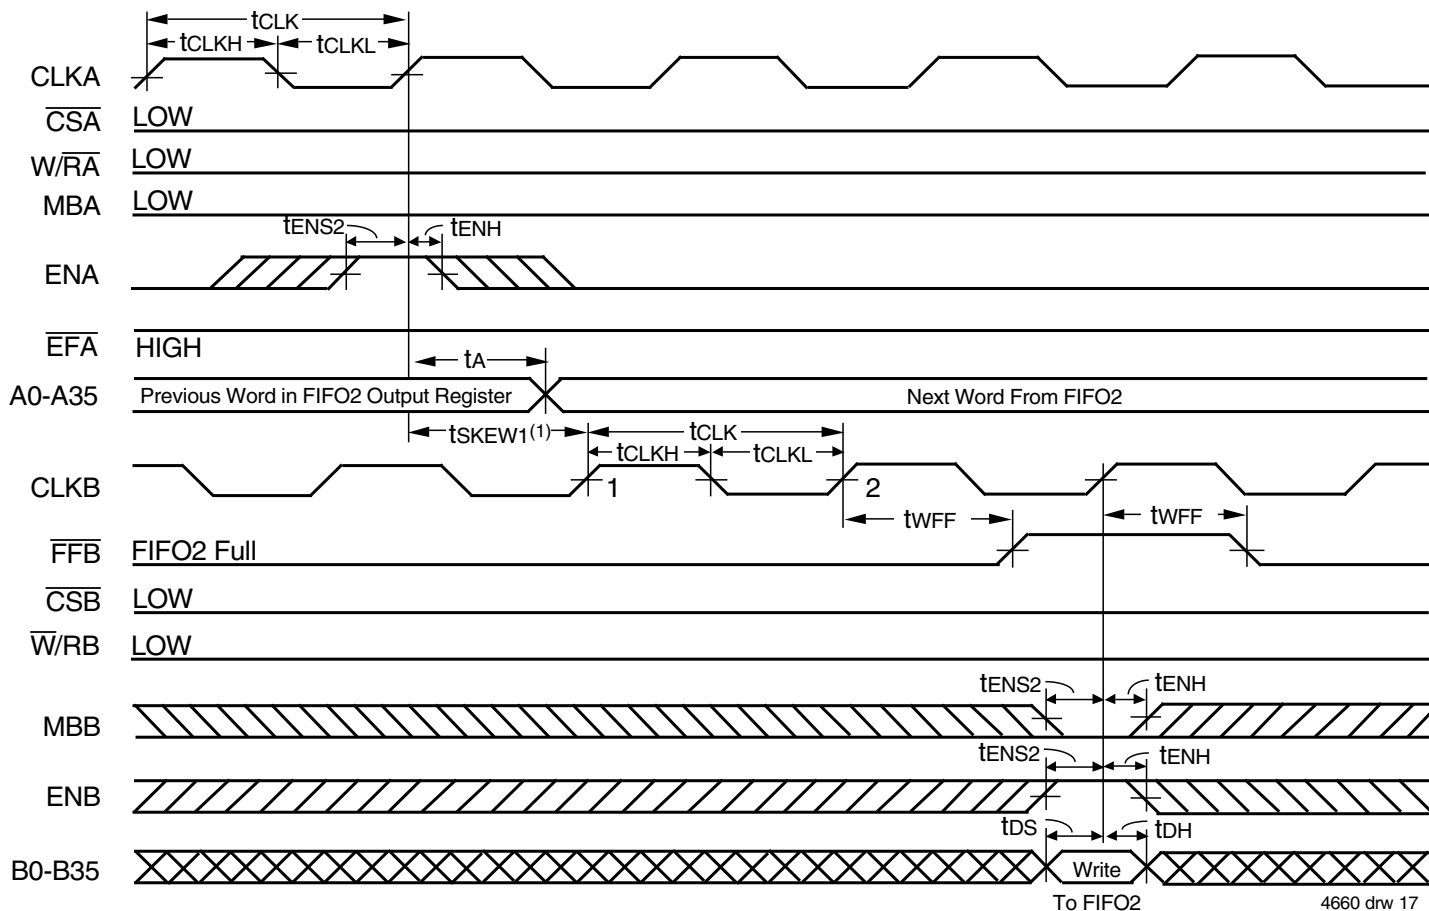 tCLK
tCLKH tCLKL
CLKA
CSA LOW
W/RA LOW
MBA LOW
tENS2 tENH
ENA
EFA HIGH
tA
A0-A35 Previous Word in FIFO2 Output Register Next Word From FIFO2
tSKEW1(1) tCLK
tCLKH tCLKL
CLKB 1 2
tWFF tWFF
FFB FIFO2 Full
CSB LOW
W/RB LOW
tENS2 tENH
MBB
tENS2 tENH
ENB
tDS tDH
B0-B35 Write
To FIFO2 4660 drw 17